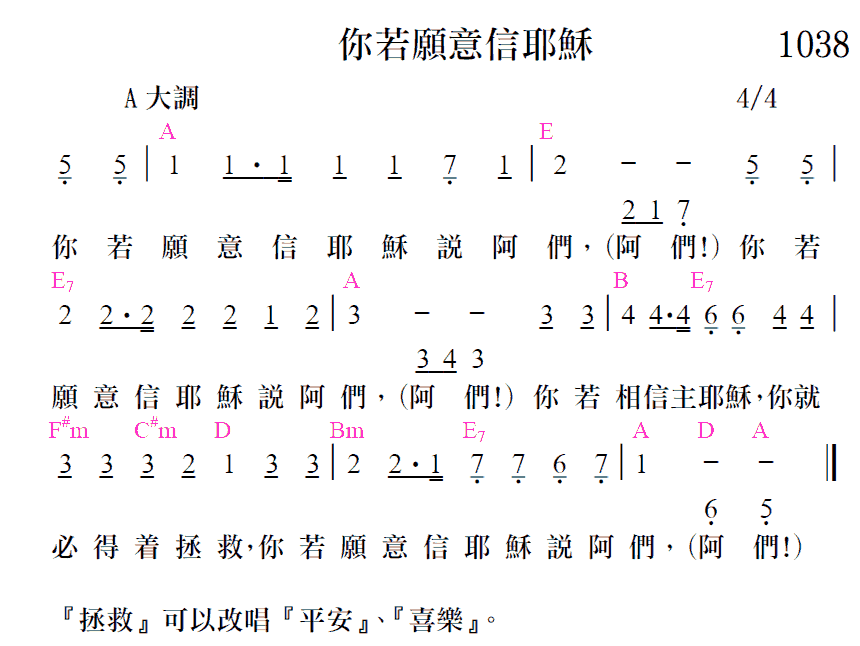 你若願意信耶穌 1038
A 大調 4/4
A E
5 5 | 1 1 · 1 1 1 7 1 | 2 － － 5 5 |
2 1 7
你若願意信耶穌説阿們，(阿們!)你若
E7 A B E7
2 2 · 2 2 2 1 2 | 3 － － 3 3 | 4 4 · 4 6 6 4 4 |
3 4 3
願意信耶穌説阿們，(阿們!)你若相信主耶穌，你就
F#m C#m D Bm E7 A D A
3 3 3 2 1 3 3 | 2 2 · 1 7 7 6 7 | 1 － － ‖
6 5
必得着拯救，你若願意信耶穌説阿們，(阿們!)
『拯救』可以改唱『平安』、『喜樂』。